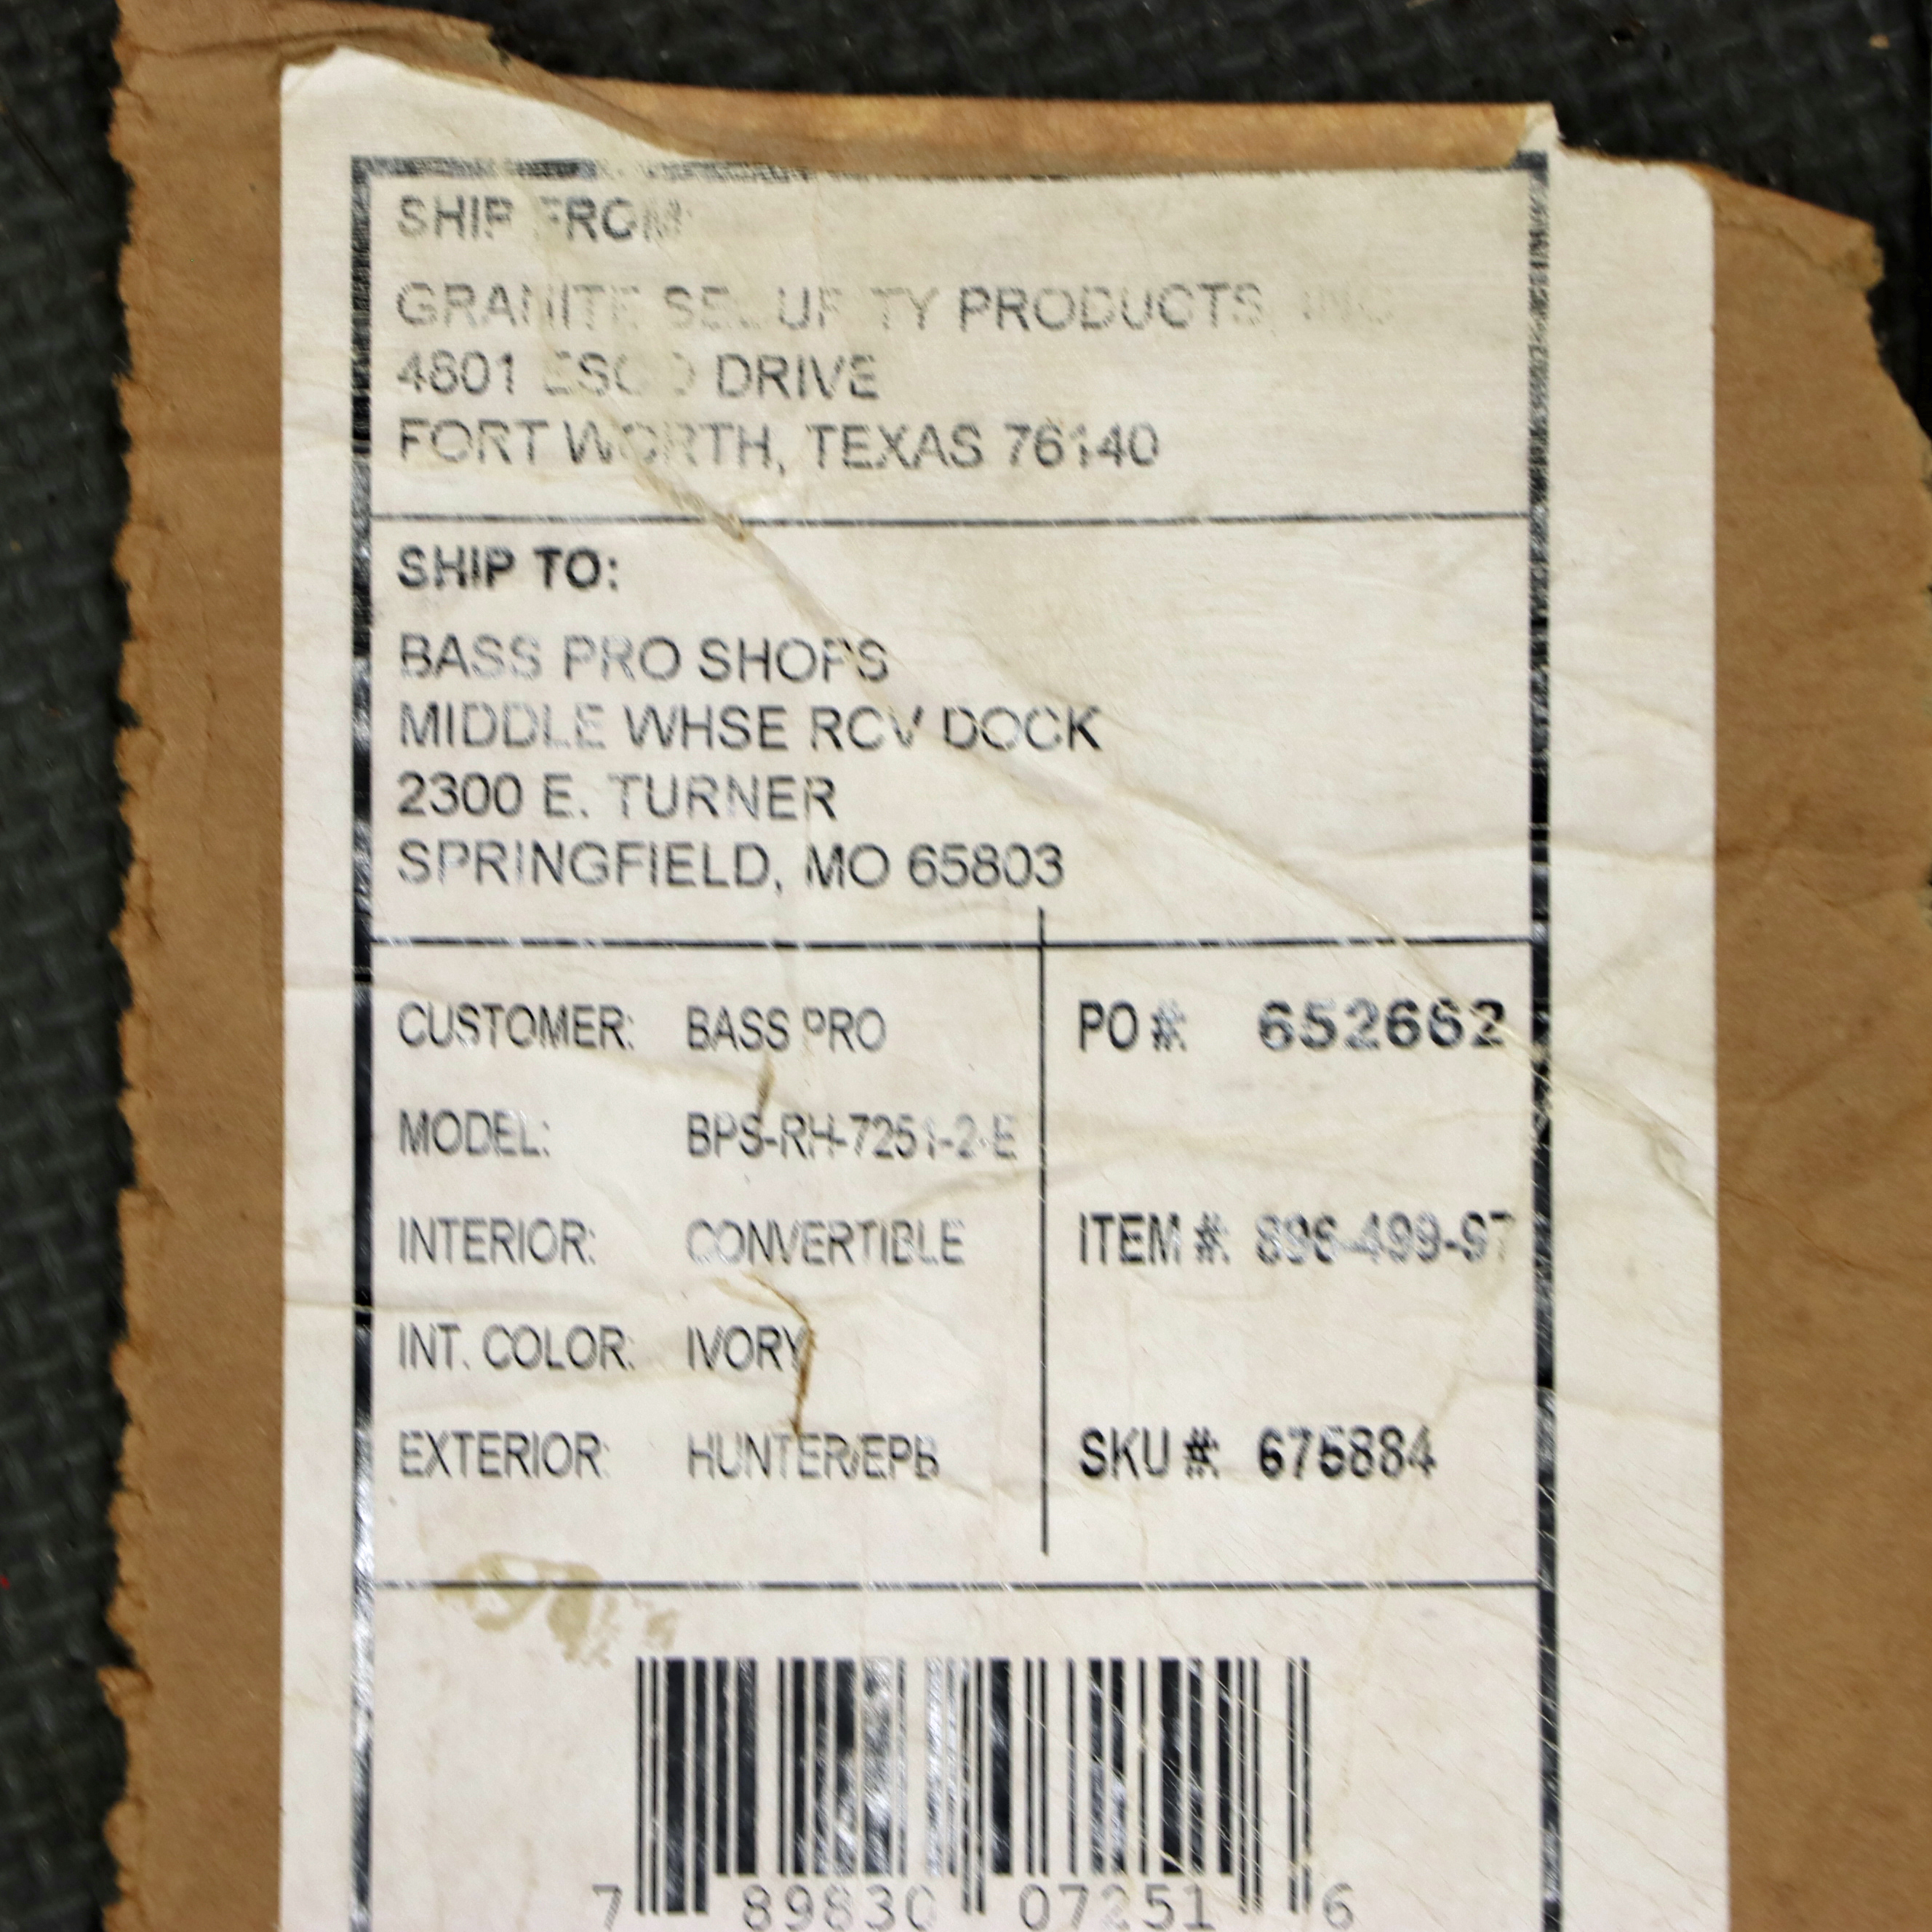 SHIP FROM:
GRANITE SECURITY PRODUCTS, INC
4801 ESCO DRIVE
FORT WORTH, TEXAS 76140
SHIP TO:
BASS PRO SHOPS
MIDDLE WHSE RCV DOCK
2300 E. TURNER
SPRINGFIELD, MO 65803
CUSTOMER: BASS PRO PO #: 652662
MODEL: BPS-RH-7251-2-E
INTERIOR: CONVERTIBLE ITEM #: 896-499-97
INT. COLOR: IVORY
EXTERIOR: HUNTER/EPB SKU #: 675884
7 89830 07251 6